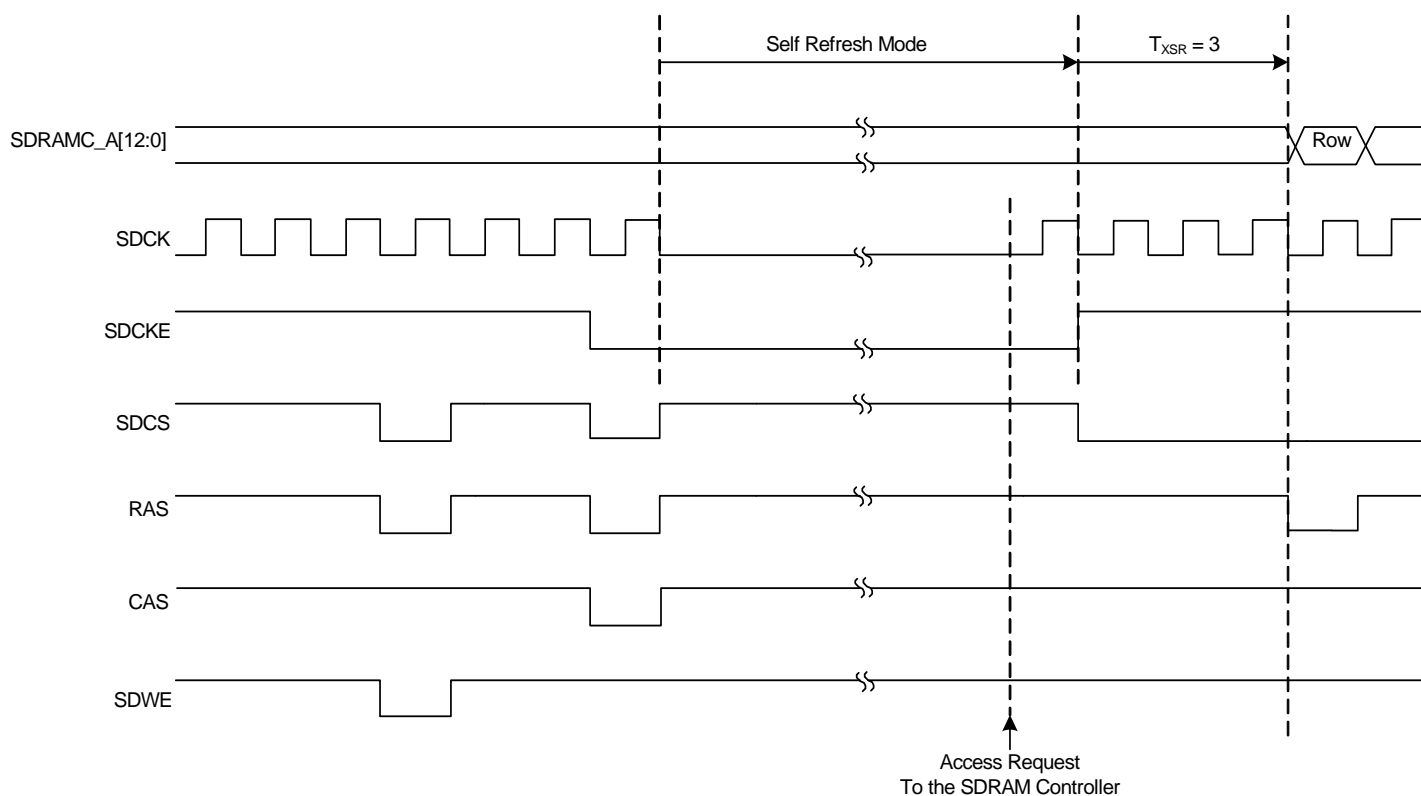 Self Refresh Mode
TXSR = 3
SDRAMC_A[12:0]
Row
SDCK
SDCKE
SDCS
RAS
CAS
SDWE
Access Request
To the SDRAM Controller